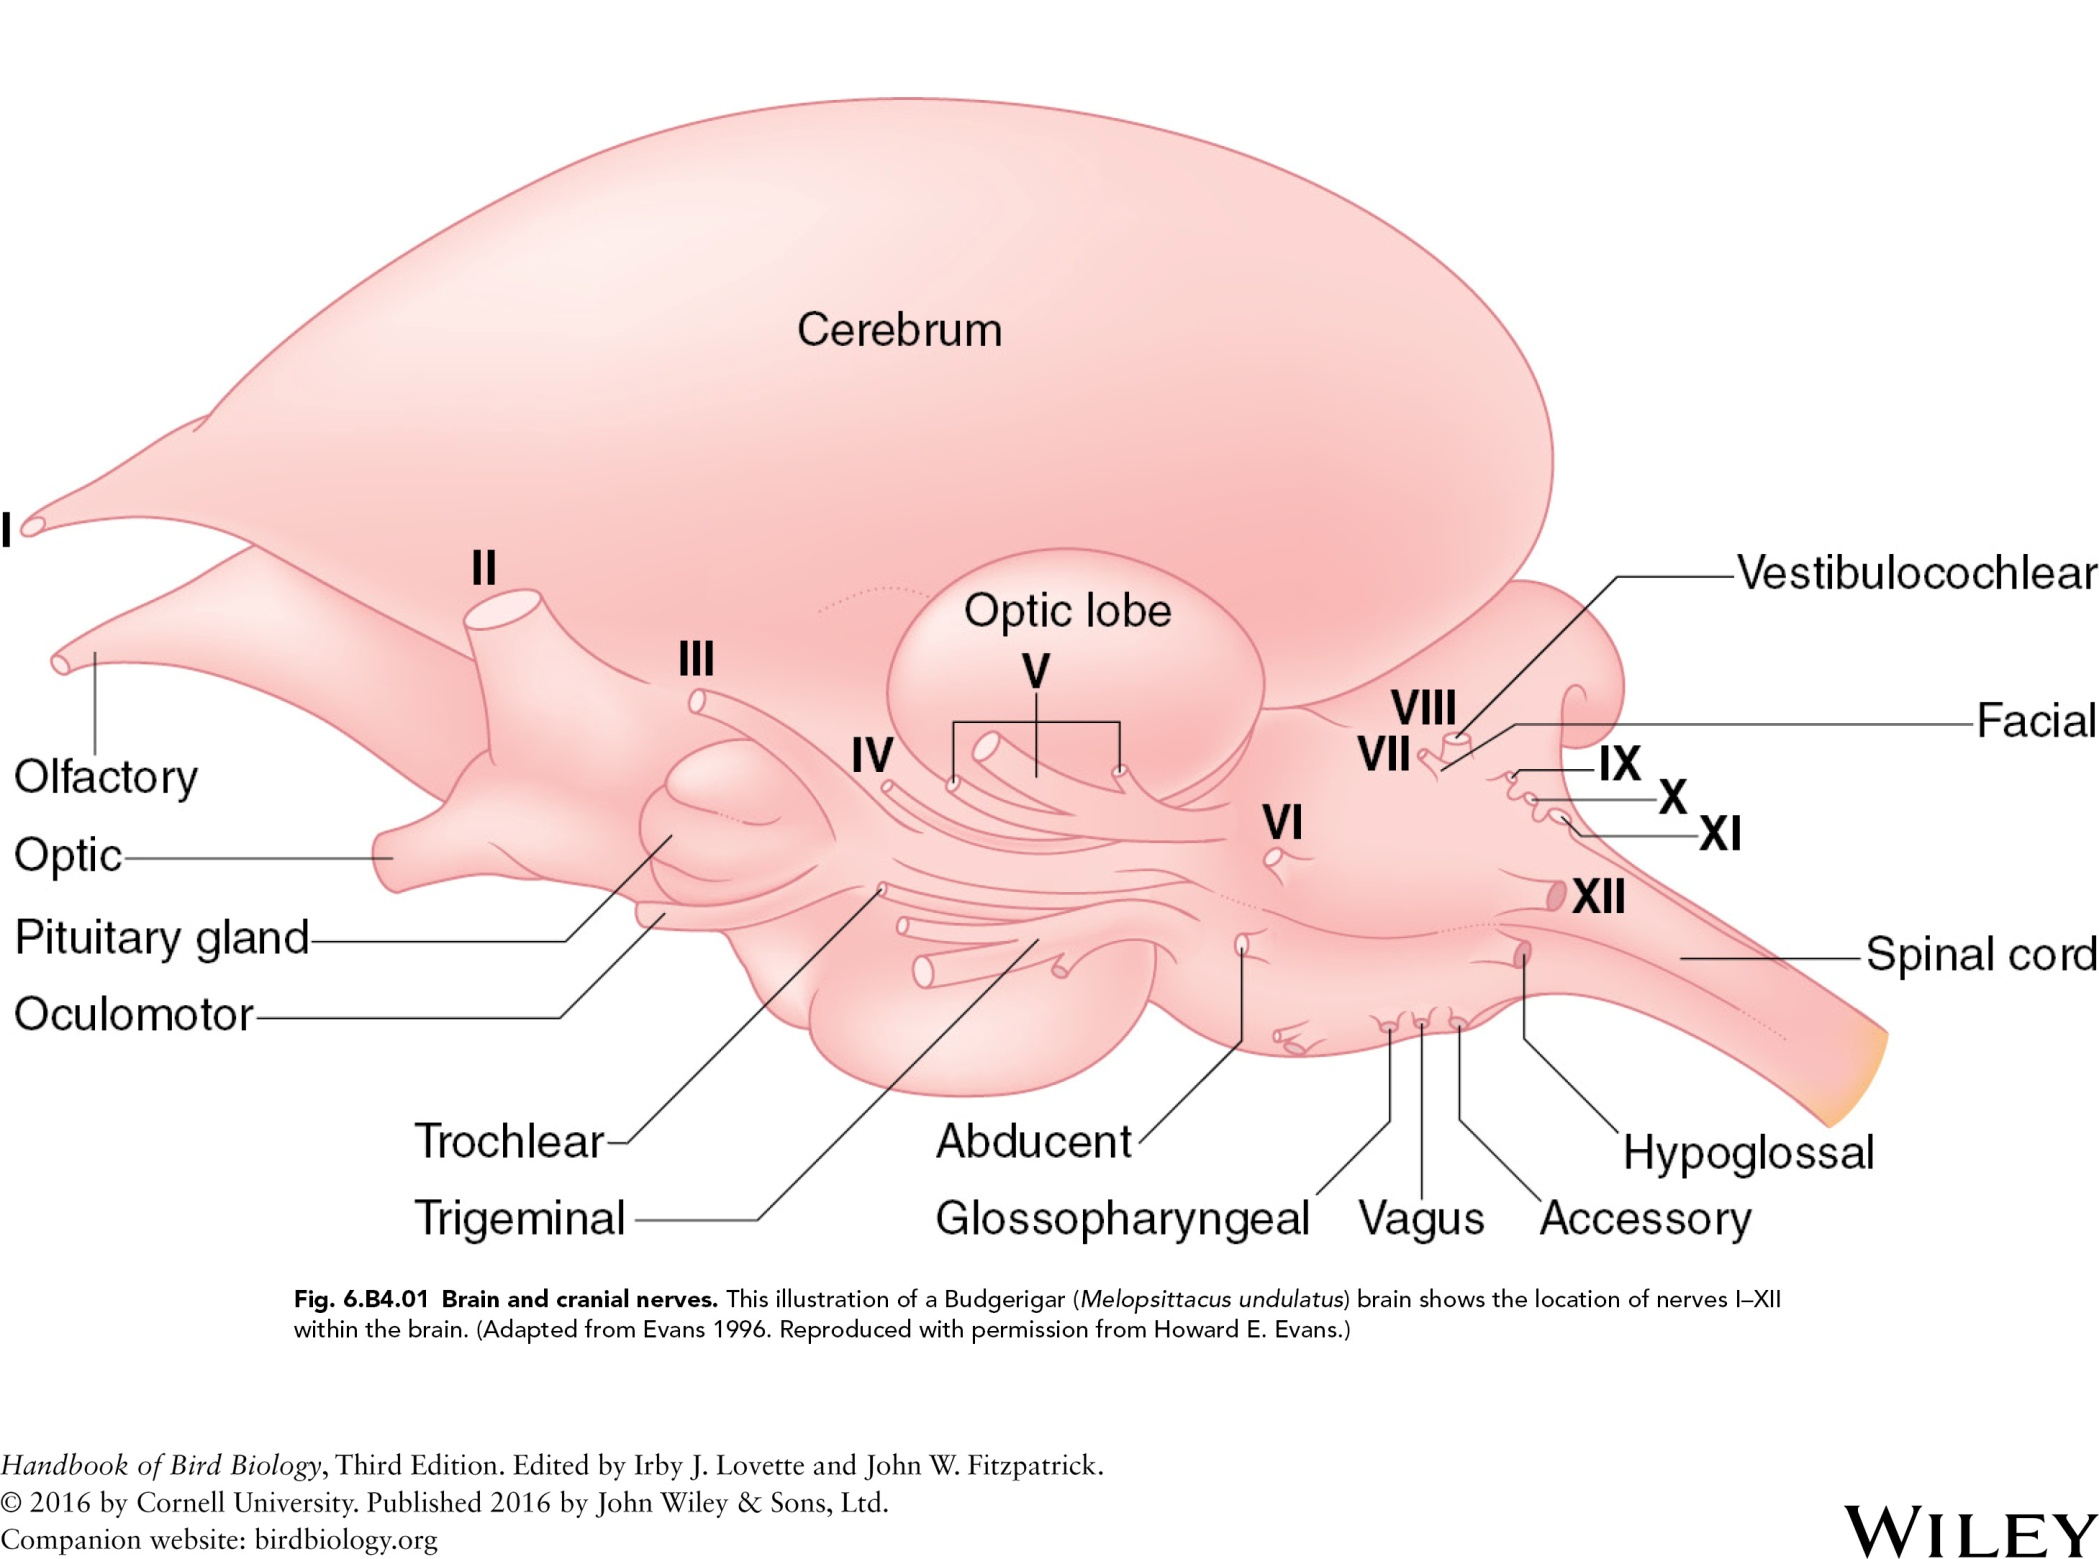 Cerebrum
I
II
Optic lobe
Vestibulocochlear
III
V
VIII
Facial
IV
VII
IX
Olfactory
X
VI
XI
Optic
XII
Pituitary gland
Spinal cord
Oculomotor
Trochlear
Abducent
Hypoglossal
Trigeminal
Glossopharyngeal
Vagus
Accessory
Fig. 6.B4.01 Brain and cranial nerves. This illustration of a Budgerigar (Melopsittacus undulatus) brain shows the location of nerves I–XII
within the brain. (Adapted from Evans 1996. Reproduced with permission from Howard E. Evans.)
Handbook of Bird Biology, Third Edition. Edited by Irby J. Lovette and John W. Fitzpatrick.
© 2016 by Cornell University. Published 2016 by John Wiley & Sons, Ltd.
Companion website: birdbiology.org
WILEY